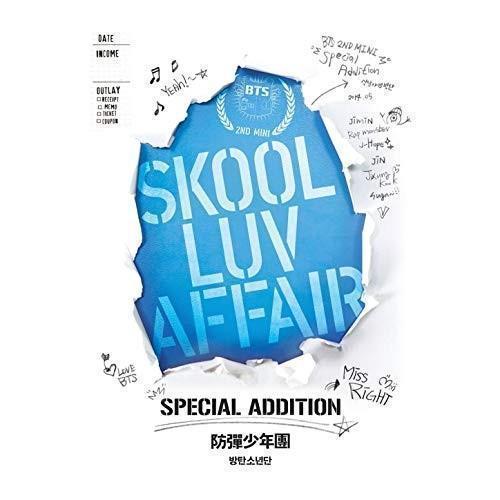 DATE
INCOME
OUTLAY
RECEIPT
MEMO
TICKET
COUPON
YEAH!
BTS
2ND MINI
SKOOL
LUV
AFFAIR
BTS 2ND MINI
Special
Addition
2014.05
Jimin
Rap monster
J-Hope
Jin
Jung
Kook
LOVE
BTS
MISS
RIGHT
SPECIAL ADDITION
防彈少年團
방탄소년단